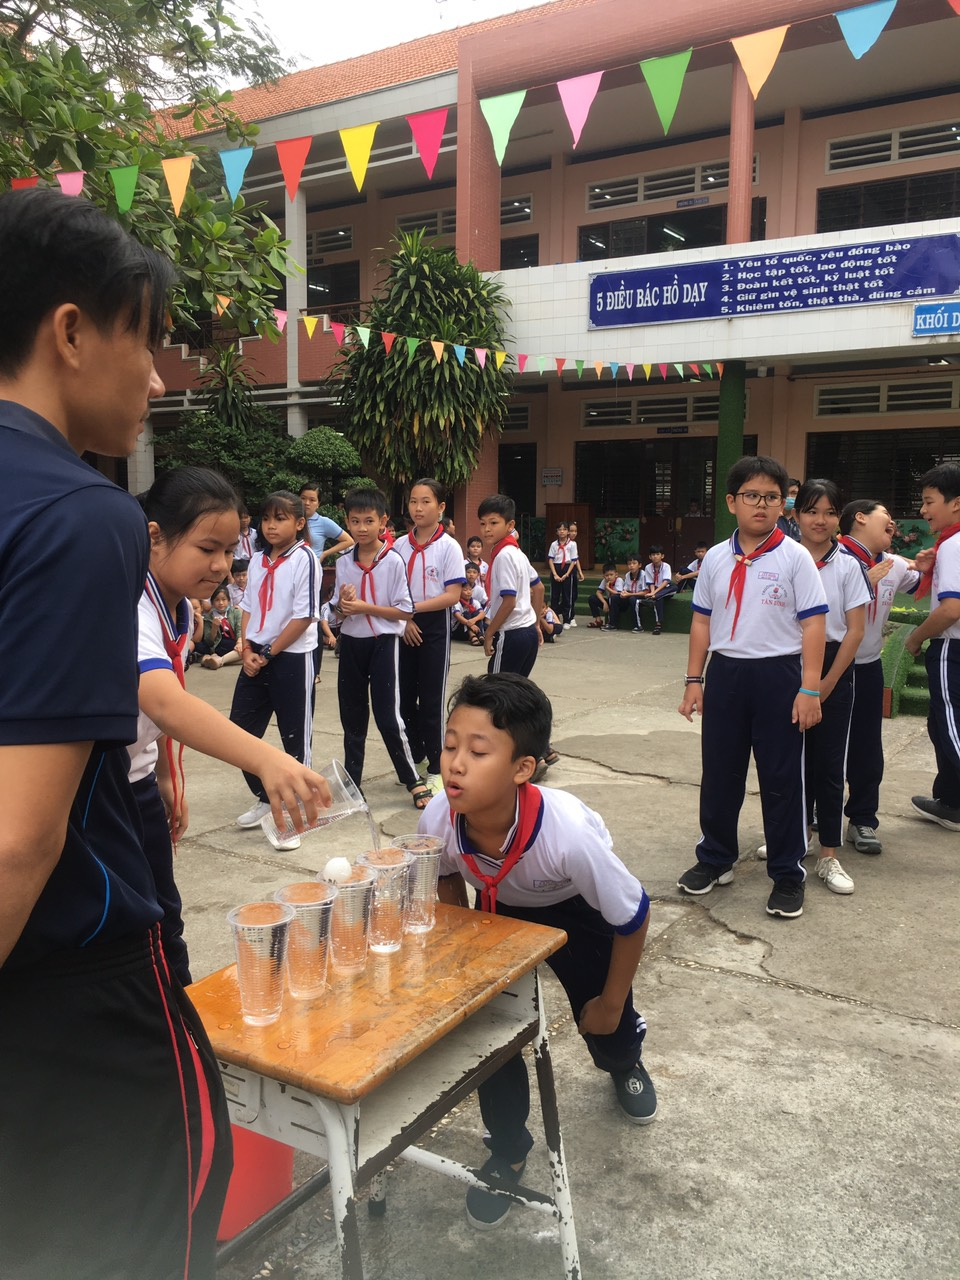 5 ĐIỀU BÁC HỒ DẠY
1. Yêu tổ quốc, yêu đồng bào
2. Học tập tốt, lao động tốt
3. Đoàn kết tốt, kỷ luật tốt
4. Giữ gìn vệ sinh thật tốt
5. Khiêm tốn, thật thà, dũng cảm
KHỐI